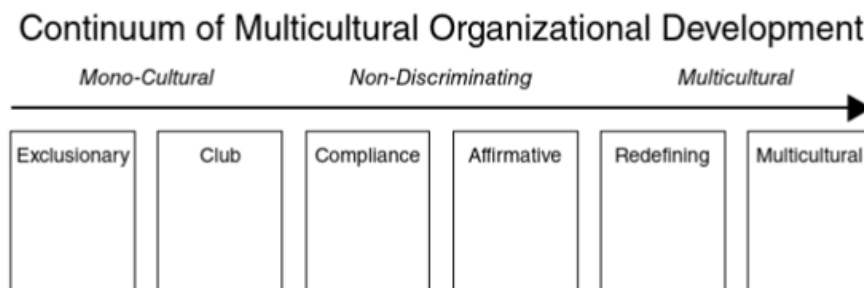 Continuum of Multicultural Organizational Development
Mono-Cultural Non-Discriminating Multicultural
Exclusionary Club Compliance Affirmative Redefining Multicultural